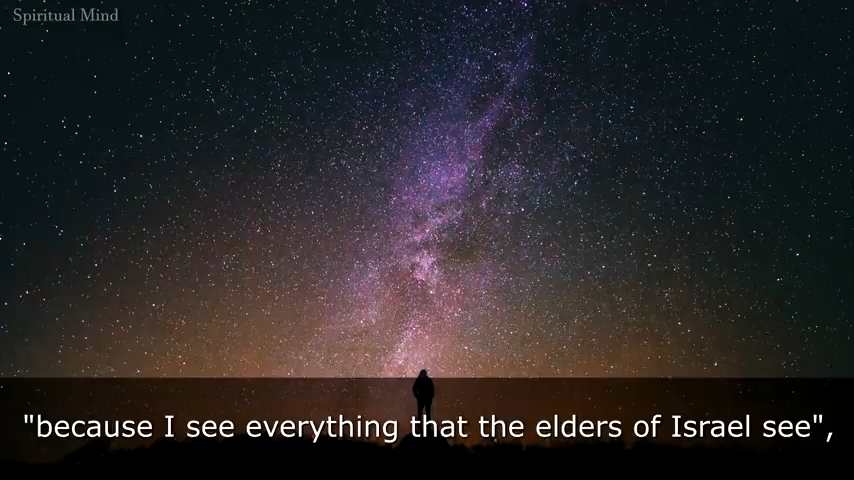 Spiritual Mind
"because I see everything that the elders of Israel see",